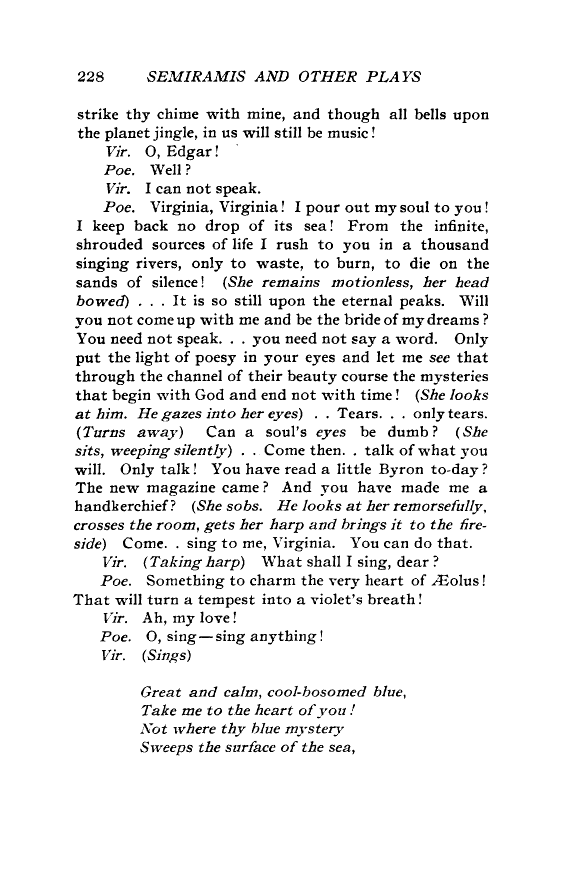 228 SEMIRAMIS AND OTHER PLAYS
strike thy chime with mine, and though all bells upon
the planet jingle, in us will still be music!
Vir. O, Edgar!
Poe. Well?
Vir. I can not speak.
Poe. Virginia, Virginia! I pour out my soul to you!
I keep back no drop of its sea! From the infinite,
shrouded sources of life I rush to you in a thousand
singing rivers, only to waste, to burn, to die on the
sands of silence! (She remains motionless, her head
bowed) . . . It is so still upon the eternal peaks. Will
you not come up with me and be the bride of my dreams?
You need not speak. . . you need not say a word. Only
put the light of poesy in your eyes and let me see that
through the channel of their beauty course the mysteries
that begin with God and end not with time! (She looks
at him. He gazes into her eyes) . . Tears. . . only tears.
(Turns away) Can a soul's eyes be dumb? (She
sits, weeping silently) . . Come then. . talk of what you
will. Only talk! You have read a little Byron to-day?
The new magazine came? And you have made me a
handkerchief? (She sobs. He looks at her remorsefully,
crosses the room, gets her harp and brings it to the fire-
side) Come. . sing to me, Virginia. You can do that.
Vir. (Taking harp) What shall I sing, dear?
Poe. Something to charm the very heart of Æolus!
That will turn a tempest into a violet's breath!
Vir. Ah, my love!
Poe. O, sing—sing anything!
Vir. (Sings)
Great and calm, cool-bosomed blue,
Take me to the heart of you!
Not where thy blue mystery
Sweeps the surface of the sea,